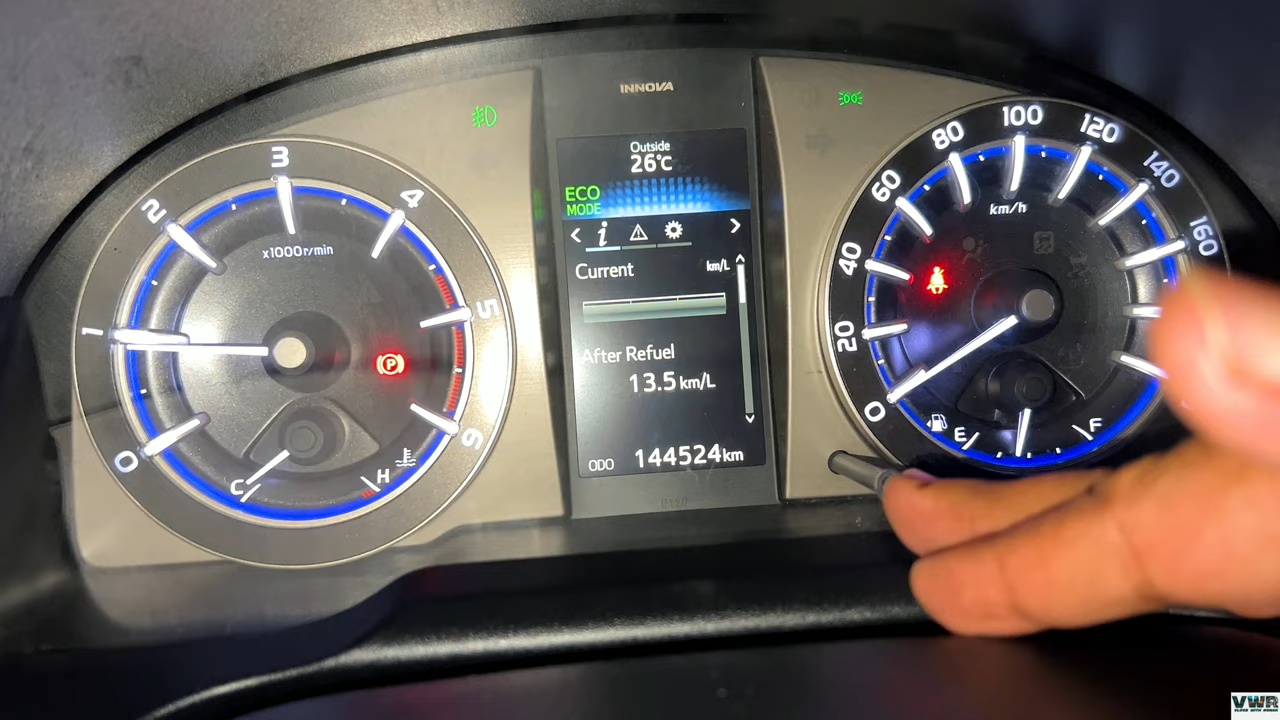 INNOVA
Outside
26°C
ECO
MODE
Current km/L
After Refuel
13.5 km/L
ODO 144524 km
0
1
2
3
4
5
6
x1000r/min
C
H
P
0
20
40
60
80
100
120
140
160
km/h
E
F
VWR